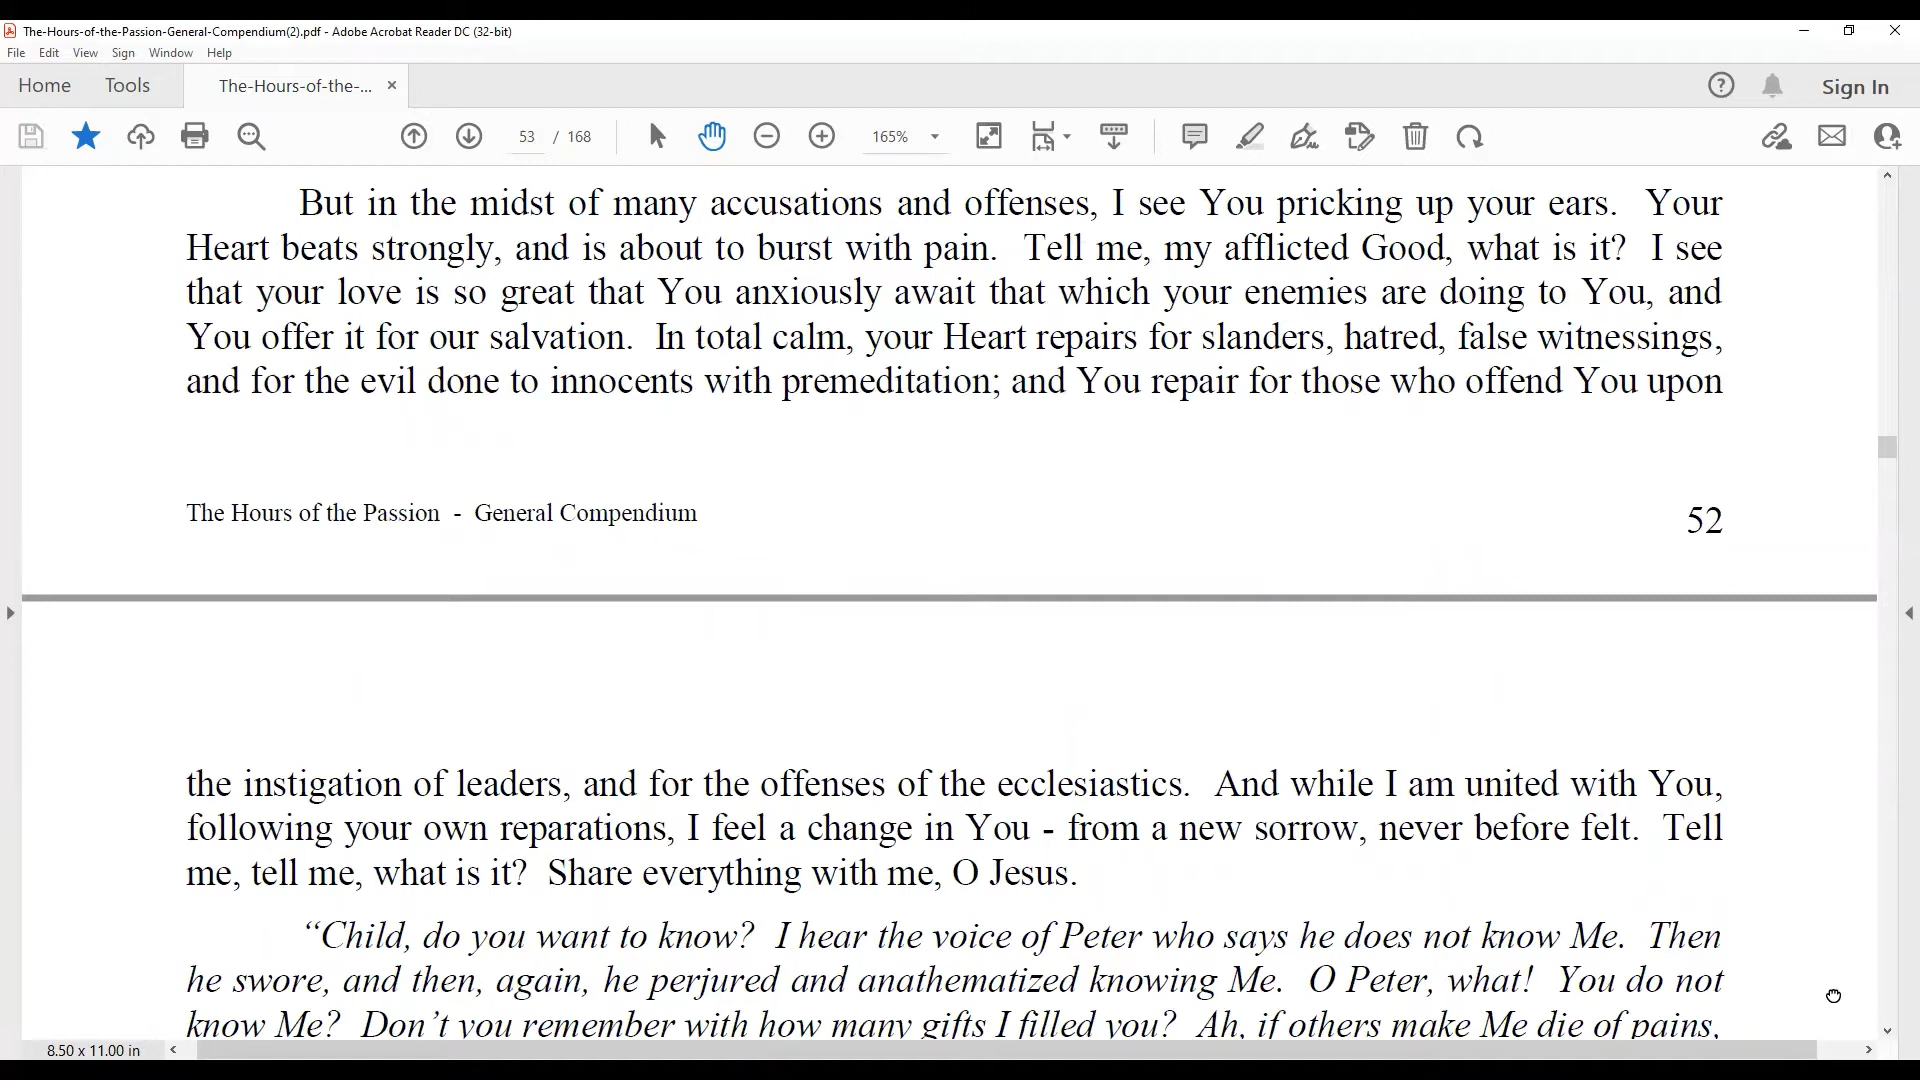 The-Hours-of-the-Passion-General-Compendium(2).pdf - Adobe Acrobat Reader DC (32-bit)
File Edit View Sign Window Help
Home Tools The-Hours-of-the-... × Sign In
53 / 168 165%
But in the midst of many accusations and offenses, I see You pricking up your ears. Your
Heart beats strongly, and is about to burst with pain. Tell me, my afflicted Good, what is it? I see
that your love is so great that You anxiously await that which your enemies are doing to You, and
You offer it for our salvation. In total calm, your Heart repairs for slanders, hatred, false witnessings,
and for the evil done to innocents with premeditation; and You repair for those who offend You upon
The Hours of the Passion - General Compendium 52
the instigation of leaders, and for the offenses of the ecclesiastics. And while I am united with You,
following your own reparations, I feel a change in You - from a new sorrow, never before felt. Tell
me, tell me, what is it? Share everything with me, O Jesus.
“Child, do you want to know? I hear the voice of Peter who says he does not know Me. Then
he swore, and then, again, he perjured and anathematized knowing Me. O Peter, what! You do not
know Me? Don’t you remember with how many gifts I filled you? Ah, if others make Me die of pains,
8.50 x 11.00 in